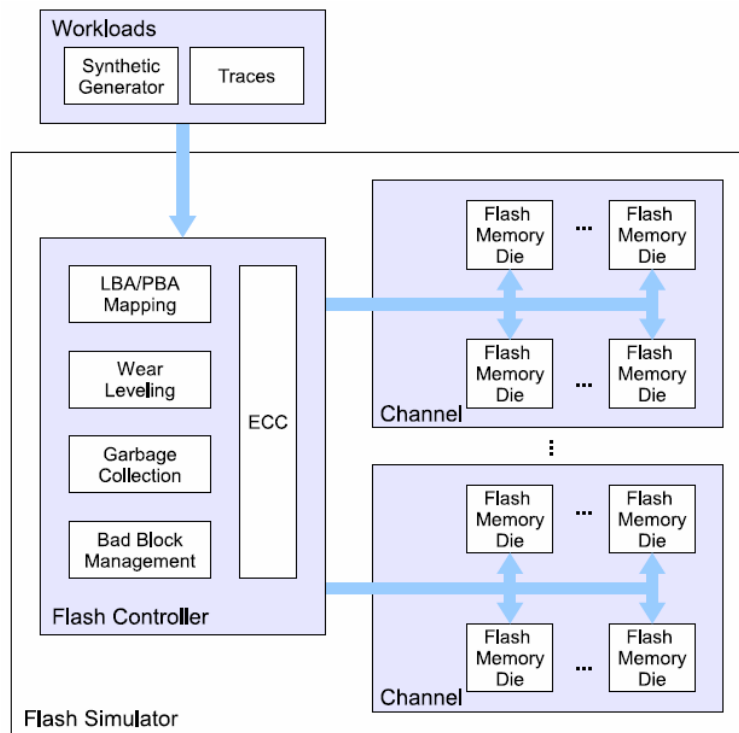 Workloads
Synthetic
Generator
Traces
Flash
Memory
Die
...
Flash
Memory
Die
Flash
Memory
Die
...
Flash
Memory
Die
Channel
...
LBA/PBA
Mapping
Wear
Leveling
Garbage
Collection
Bad Block
Management
ECC
Flash Controller
Flash
Memory
Die
...
Flash
Memory
Die
Flash
Memory
Die
...
Flash
Memory
Die
Channel
Flash Simulator